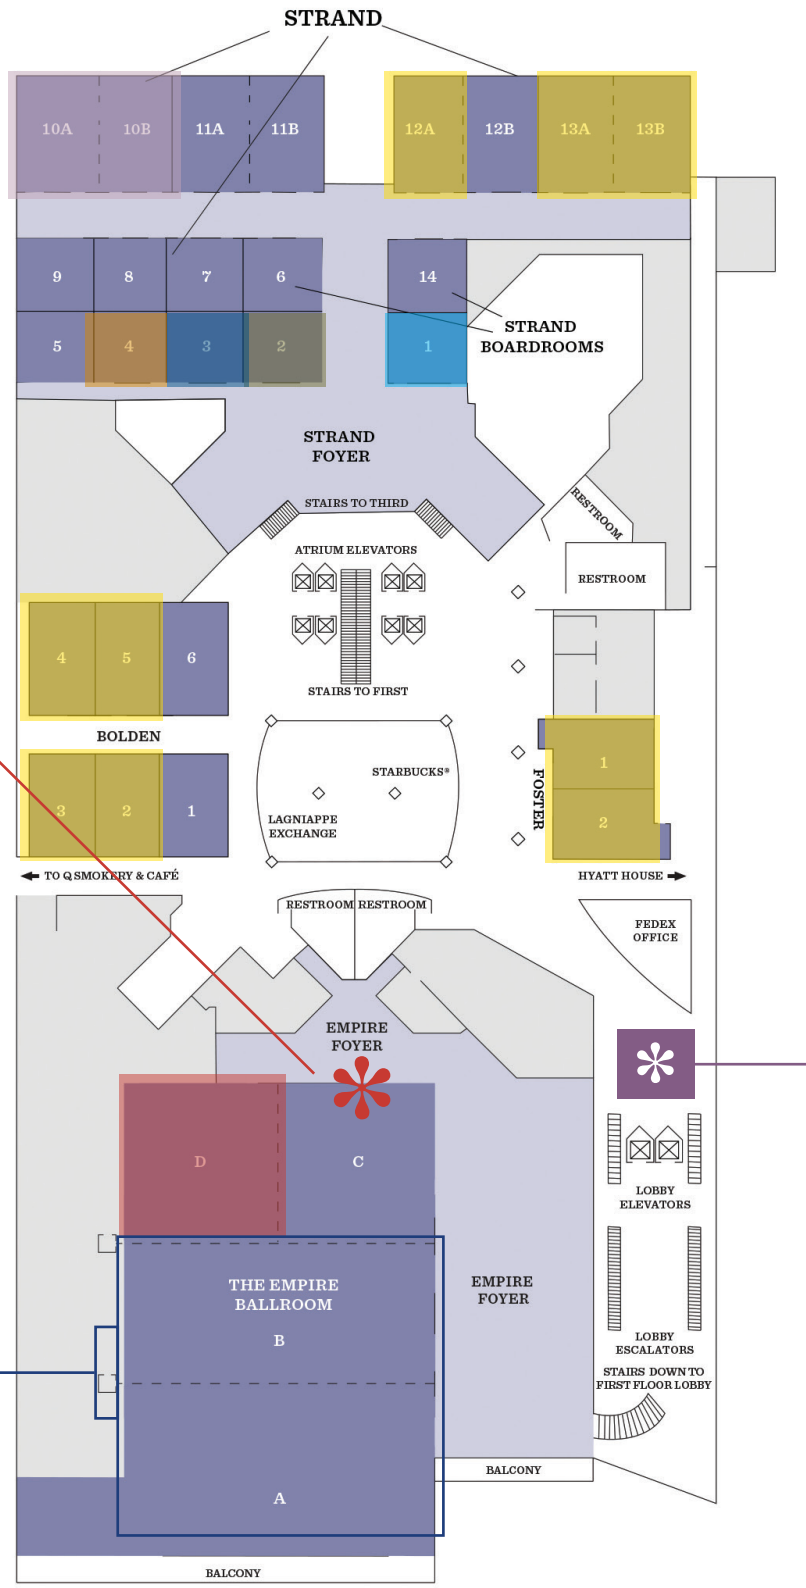 STRAND
10A 10B 11A 11B 12A 12B 13A 13B
9 8 7 6 14
STRAND
BOARDROOMS
5 4 3 2 1
STRAND
FOYER
STAIRS TO THIRD
RESTROOM
ATRIUM ELEVATORS
RESTROOM
4 5 6
STAIRS TO FIRST
BOLDEN
STARBUCKS®
1
FOSTER
3 2 1
LAGNIAPPE
EXCHANGE
2
TO Q SMOKERY & CAFÉ
HYATT HOUSE
RESTROOM RESTROOM
FEDEX
OFFICE
EMPIRE
FOYER
D C
LOBBY
ELEVATORS
THE EMPIRE
BALLROOM
EMPIRE
FOYER
B
LOBBY
ESCALATORS
STAIRS DOWN TO
FIRST FLOOR LOBBY
BALCONY
A
BALCONY